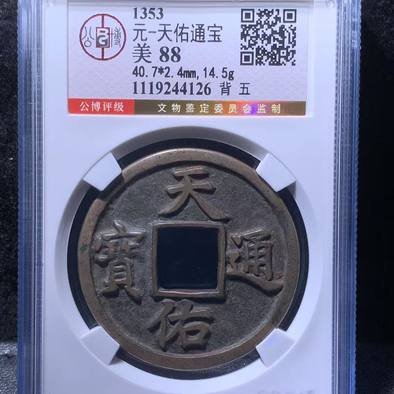 1353
元-天佑通宝
美 88
40.7*2.4mm,14.5g
1119244126 背 五
公博评级
文物鉴定委员会监制
天
寶 通
佑